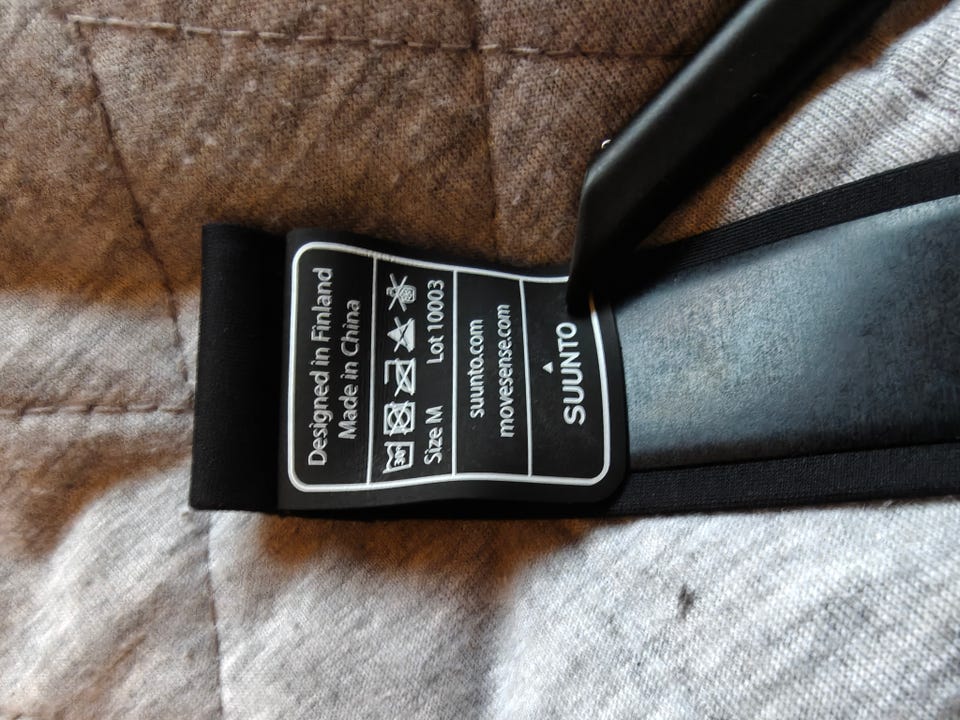 Designed in Finland
Made in China
30°
Size M Lot 10003
suunto.com
movesense.com
SUUNTO